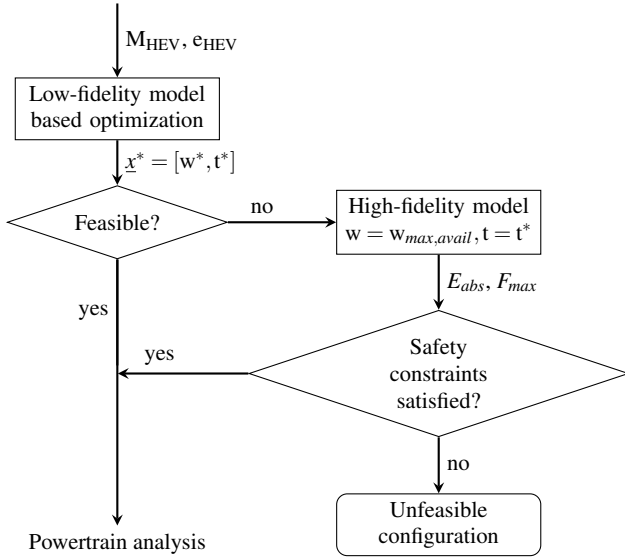 M_HEV, e_HEV
Low-fidelity model
based optimization
x* = [w*, t*]
Feasible?
no
High-fidelity model
w = w_max,avail, t = t*
E_abs, F_max
yes
yes
Safety
constraints
satisfied?
no
Unfeasible
configuration
Powertrain analysis